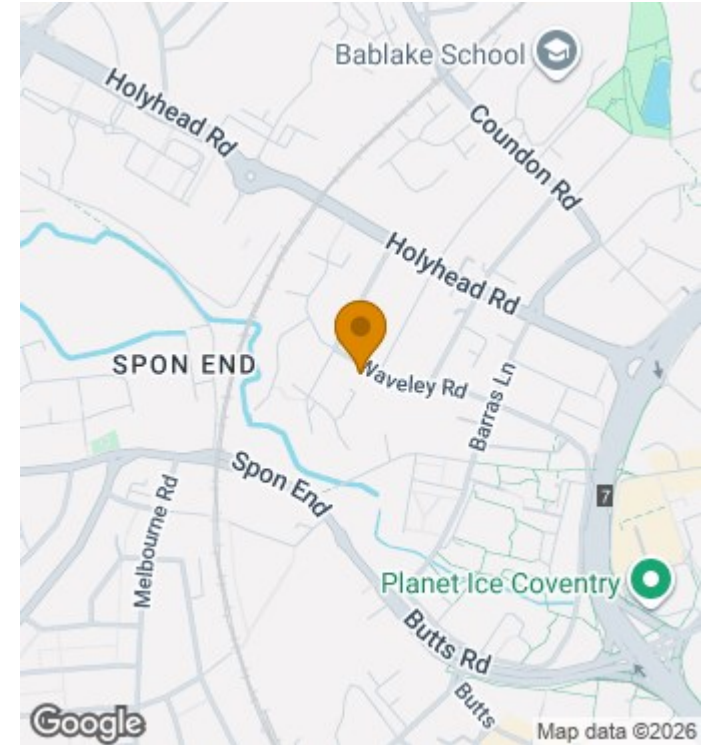 Bablake School
Holyhead Rd
Coundon Rd
Holyhead Rd
SPON END
Waveley Rd
Barras Ln
Spon End
Melbourne Rd
7
Planet Ice Coventry
Butts Rd
Butts
Google
Map data ©2026